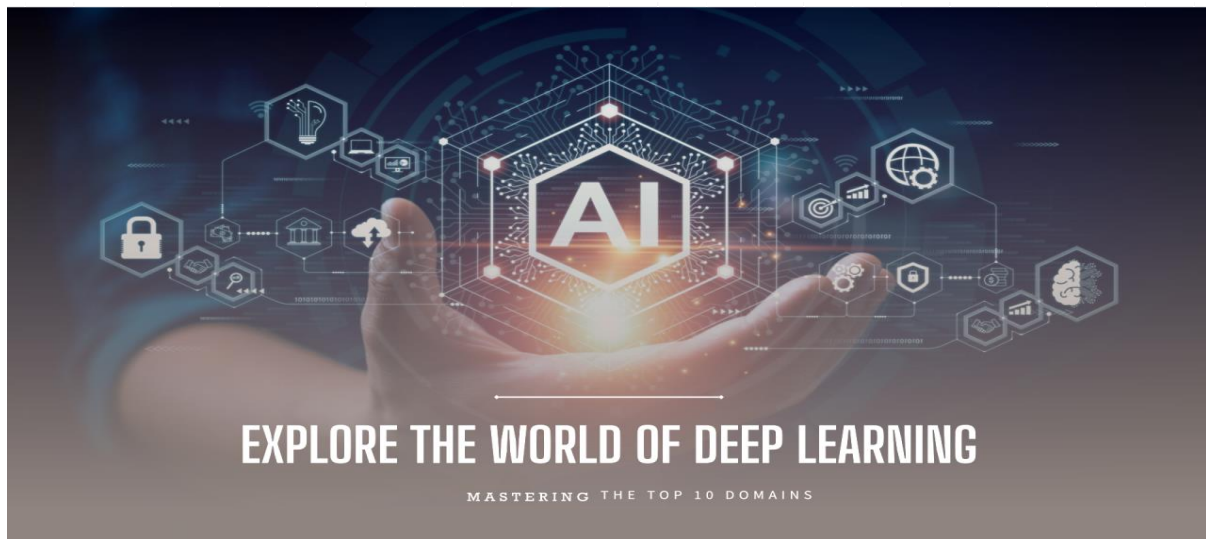 AI
EXPLORE THE WORLD OF DEEP LEARNING
MASTERING THE TOP 10 DOMAINS